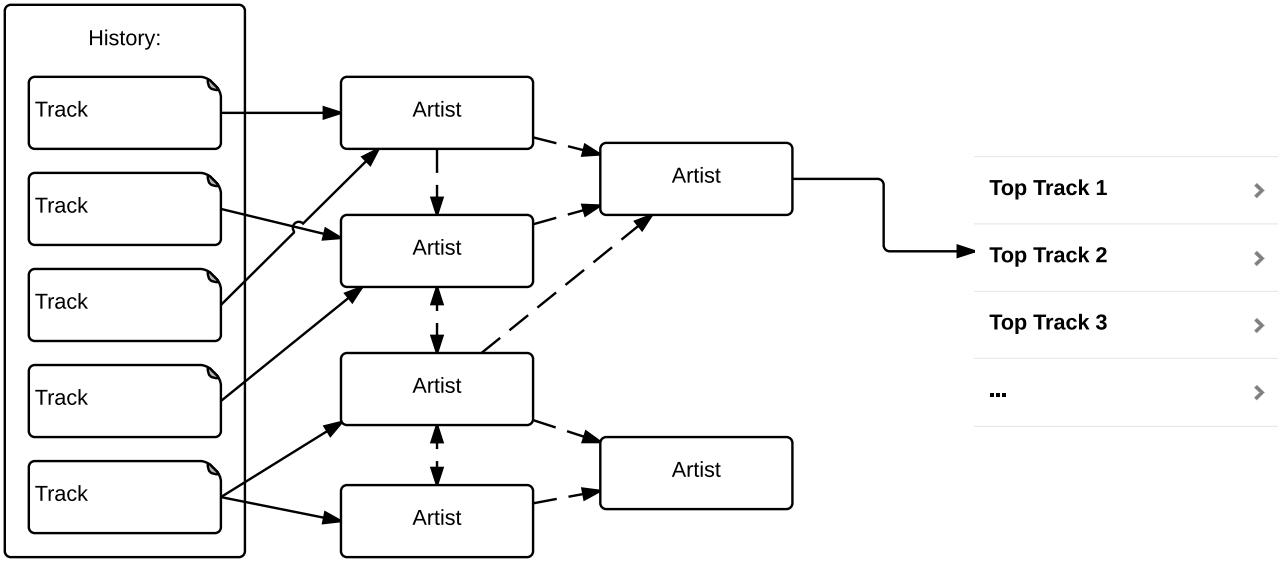 History:
Track
Track
Track
Track
Track
Artist
Artist
Artist
Artist
Artist
Artist
Top Track 1
Top Track 2
Top Track 3
...